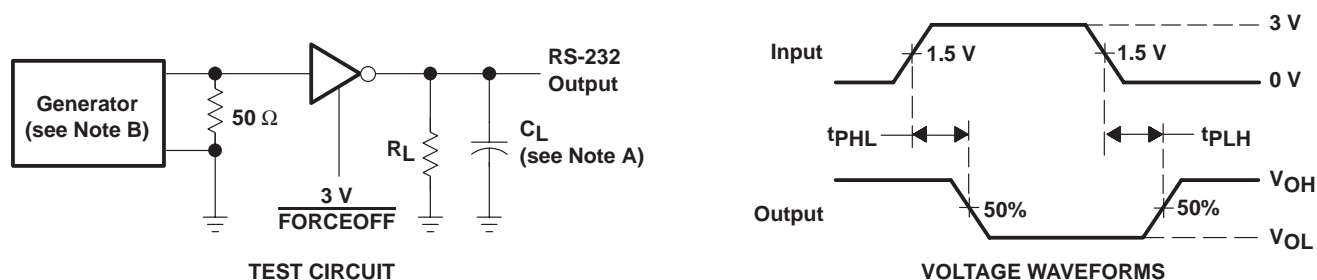 Generator
(see Note B)
50 Ω
3 V
FORCEOFF
RL
CL
(see Note A)
RS-232
Output
TEST CIRCUIT
Input
1.5 V
1.5 V
3 V
0 V
tPHL
tPLH
Output
50%
50%
VOH
VOL
VOLTAGE WAVEFORMS